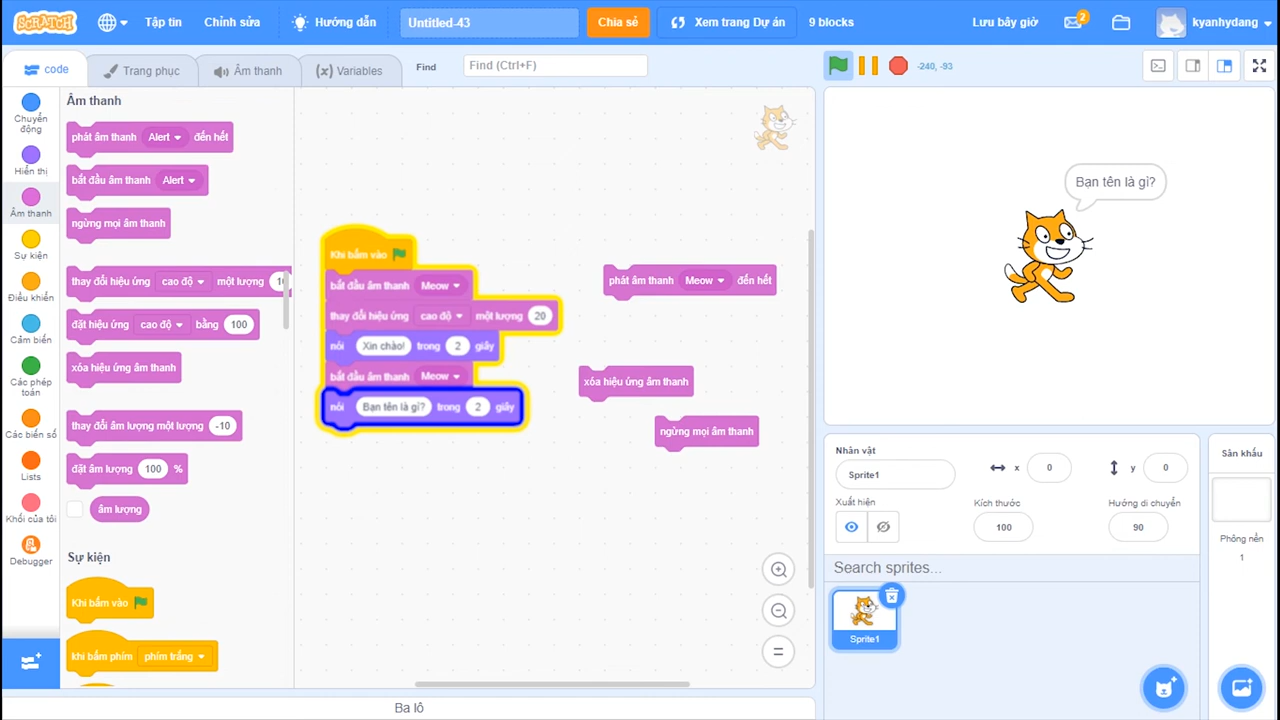 SCRATCH
Tập tin
Chỉnh sửa
Hướng dẫn
Untitled-43
Chia sẻ
Xem trang Dự án
9 blocks
Lưu bây giờ
2
kyanhydang
code
Trang phục
Âm thanh
(x) Variables
Find
Find (Ctrl+F)
-240, -93
Chuyển động
Hiển thị
Âm thanh
Sự kiện
Điều khiển
Cảm biến
Các phép toán
Các biến số
Lists
Khối của tôi
Debugger
Âm thanh
phát âm thanh Alert đến hết
bắt đầu âm thanh Alert
ngừng mọi âm thanh
thay đổi hiệu ứng cao độ một lượng
đặt hiệu ứng cao độ bằng 100
xóa hiệu ứng âm thanh
thay đổi âm lượng một lượng -10
đặt âm lượng 100 %
âm lượng
Sự kiện
Khi bấm vào
khi bấm phím phím trắng
Khi bấm vào
bắt đầu âm thanh Meow
thay đổi hiệu ứng cao độ một lượng 20
nói Xin chào! trong 2 giây
bắt đầu âm thanh Meow
nói Bạn tên là gì? trong 2 giây
phát âm thanh Meow đến hết
xóa hiệu ứng âm thanh
ngừng mọi âm thanh
Bạn tên là gì?
Nhân vật
Sprite1
x 0
y 0
Xuất hiện
Kích thước
100
Hướng di chuyển
90
Search sprites...
Sprite1
Sân khấu
Phông nền
1
Ba lô